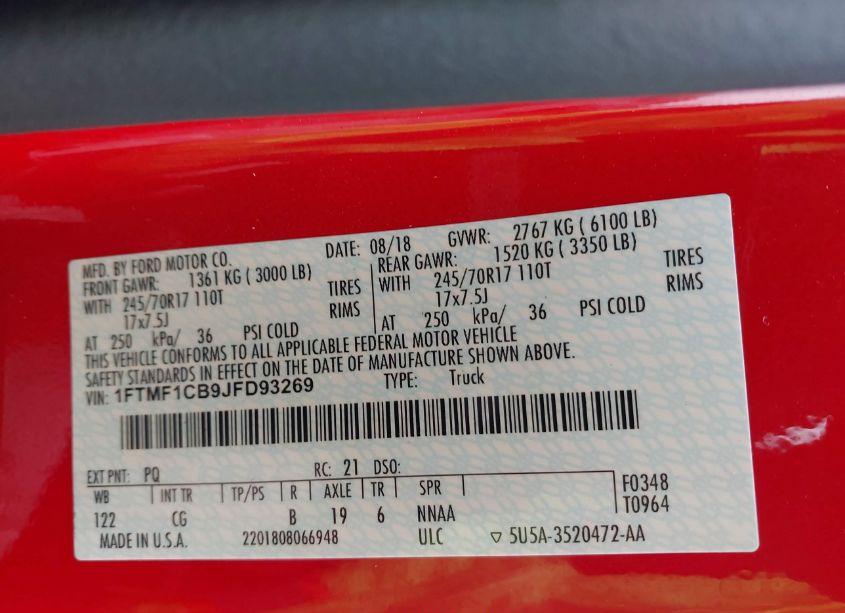 MFD. BY FORD MOTOR CO. DATE: 08/18 GVWR: 2767 KG ( 6100 LB)
FRONT GAWR: 1361 KG ( 3000 LB) REAR GAWR: 1520 KG ( 3350 LB)
WITH 245/70R17 110T TIRES WITH 245/70R17 110T TIRES
17x7.5J RIMS 17x7.5J RIMS
AT 250 kPa/ 36 PSI COLD AT 250 kPa/ 36 PSI COLD
THIS VEHICLE CONFORMS TO ALL APPLICABLE FEDERAL MOTOR VEHICLE
SAFETY STANDARDS IN EFFECT ON THE DATE OF MANUFACTURE SHOWN ABOVE.
VIN: 1FTMF1CB9JFD93269 TYPE: Truck
EXT PNT: PQ RC: 21 DSO:
WB INT TR TP/PS R AXLE TR SPR F0348
122 CG B 19 6 NNAA T0964
MADE IN U.S.A. 2201808066948 ULC ▽ 5U5A-3520472-AA